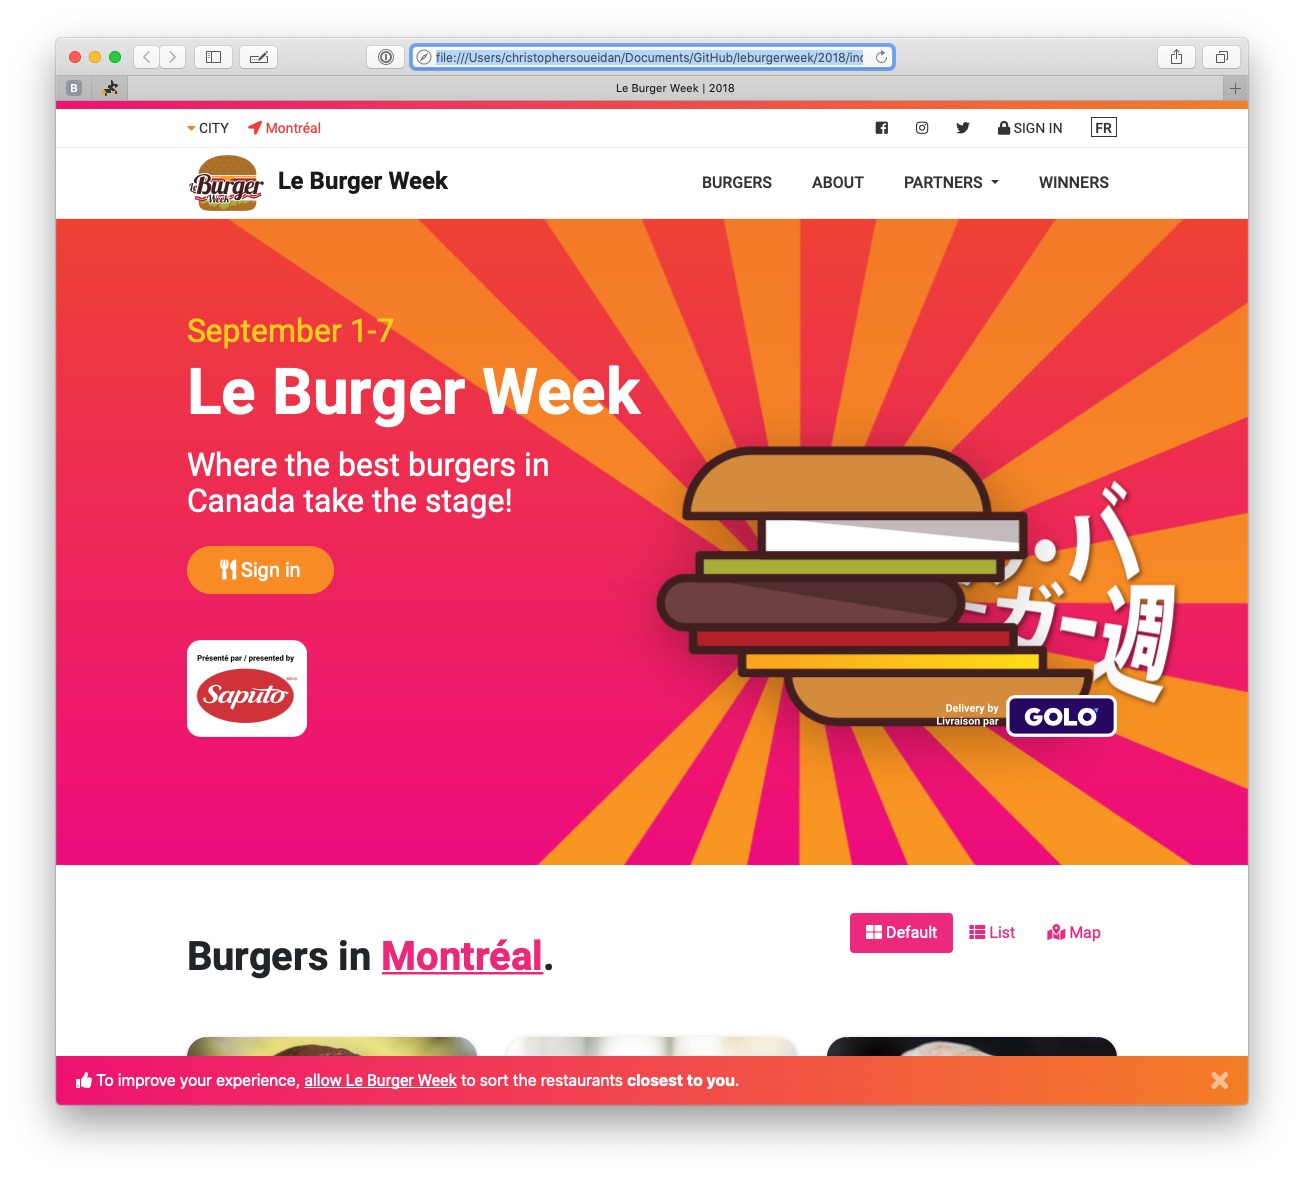 file:///Users/christophersoueidan/Documents/GitHub/leburgerweek/2018/ind
B
Le Burger Week | 2018
CITY Montréal
SIGN IN FR
Le Burger Week
Le Burger Week
BURGERS ABOUT PARTNERS WINNERS
September 1-7
Le Burger Week
Where the best burgers in
Canada take the stage!
Sign in
・バ
ガー週
Présenté par / presented by
Saputo
Delivery by
Livraison par
GOLO
Burgers in Montréal.
Default List Map
To improve your experience, allow Le Burger Week to sort the restaurants closest to you.